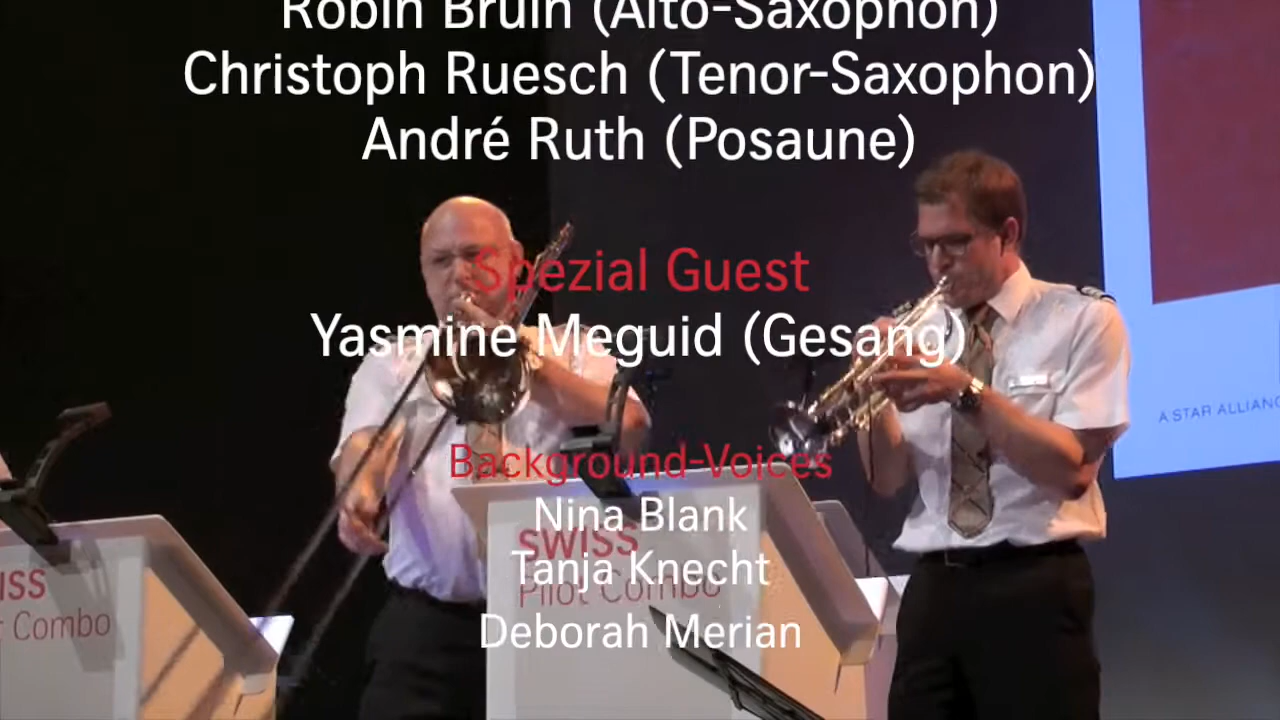 Robin Bruin (Alto-Saxophon)
Christoph Ruesch (Tenor-Saxophon)
André Ruth (Posaune)
Spezial Guest
Yasmine Meguid (Gesang)
A STAR ALLIANC
Background-Voices
Nina Blank
SWISS
Tanja Knecht
Pilot Combo
Deborah Merian
ISS
t Combo